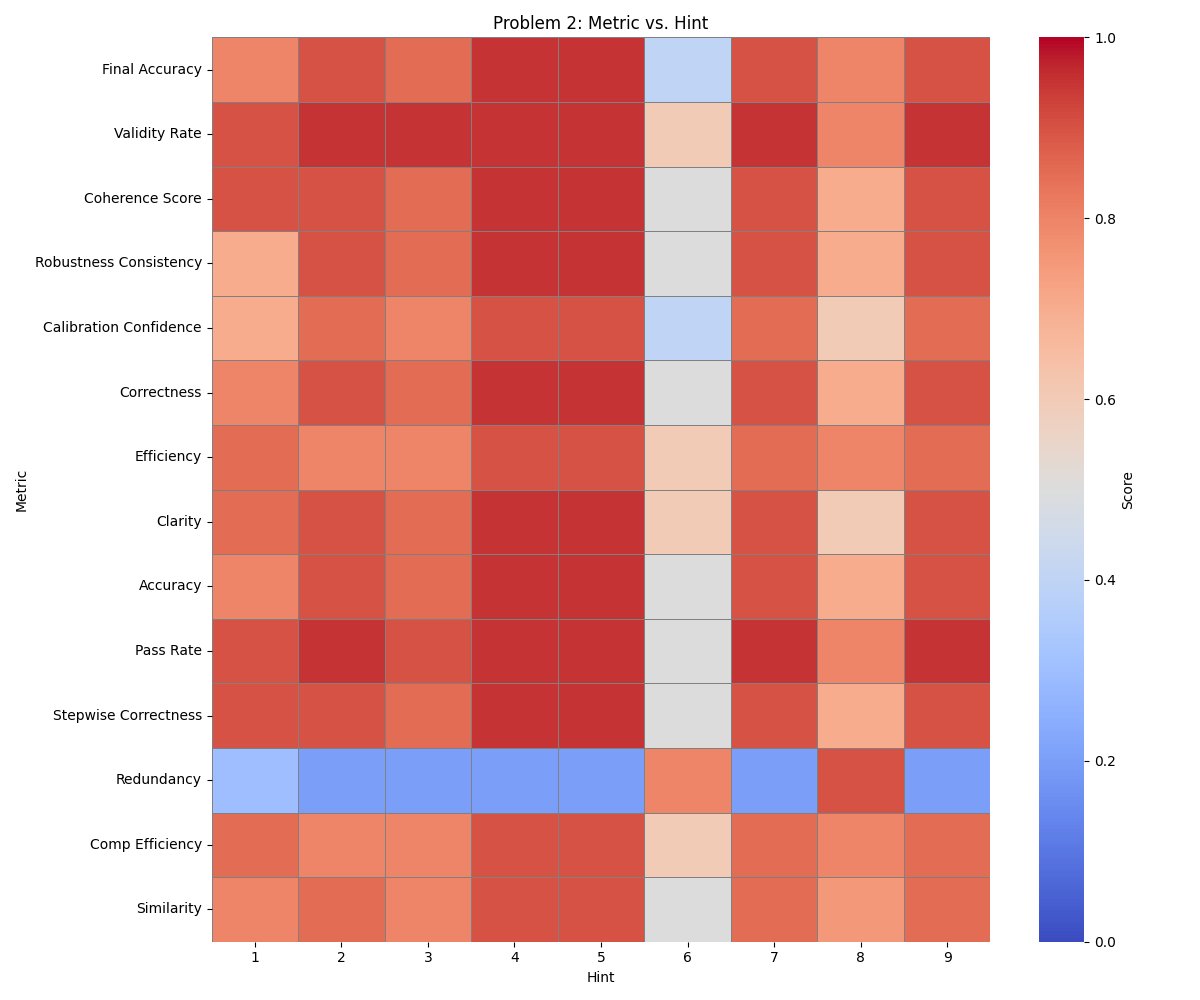 Problem 2: Metric vs. Hint
Final Accuracy
Validity Rate
Coherence Score
Robustness Consistency
Calibration Confidence
Correctness
Efficiency
Clarity
Accuracy
Pass Rate
Stepwise Correctness
Redundancy
Comp Efficiency
Similarity
Metric
1 2 3 4 5 6 7 8 9
Hint
1.0
0.8
0.6
0.4
0.2
0.0
Score